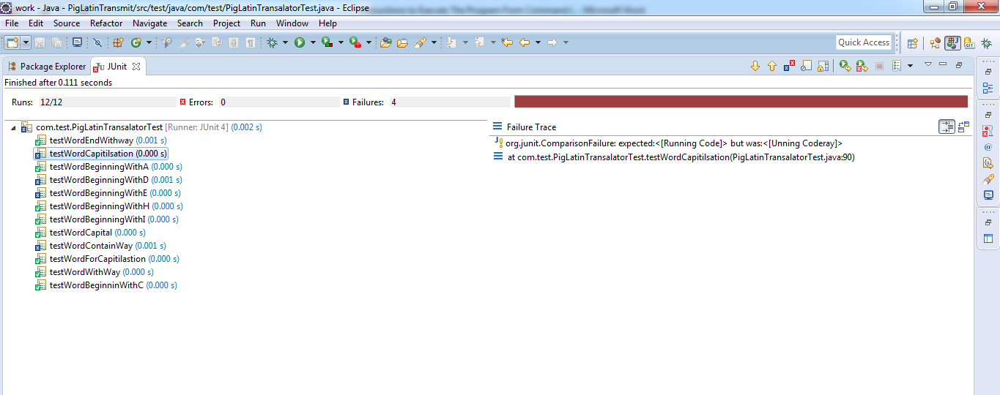 work - Java - PigLatinTransmit/src/test/java/com/test/PigLatinTransalatorTest.java - Eclipse
File Edit Source Refactor Navigate Search Project Run Window Help
Quick Access
Package Explorer JUnit
Finished after 0.111 seconds
Runs: 12/12 Errors: 0 Failures: 4
com.test.PigLatinTransalatorTest [Runner: JUnit 4] (0.002 s)
testWordEndWithway (0.001 s)
testWordCapitilsation (0.000 s)
testWordBeginningWithA (0.000 s)
testWordBeginningWithD (0.001 s)
testWordBeginningWithE (0.000 s)
testWordBeginningWithH (0.000 s)
testWordBeginningWithI (0.000 s)
testWordCapital (0.000 s)
testWordContainWay (0.001 s)
testWordForCapitilastion (0.000 s)
testWordWithWay (0.000 s)
testWordBeginninWithC (0.000 s)
Failure Trace
org.junit.ComparisonFailure: expected:<[Running Code]> but was:<[Unning Coderay]>
at com.test.PigLatinTransalatorTest.testWordCapitilsation(PigLatinTransalatorTest.java:90)